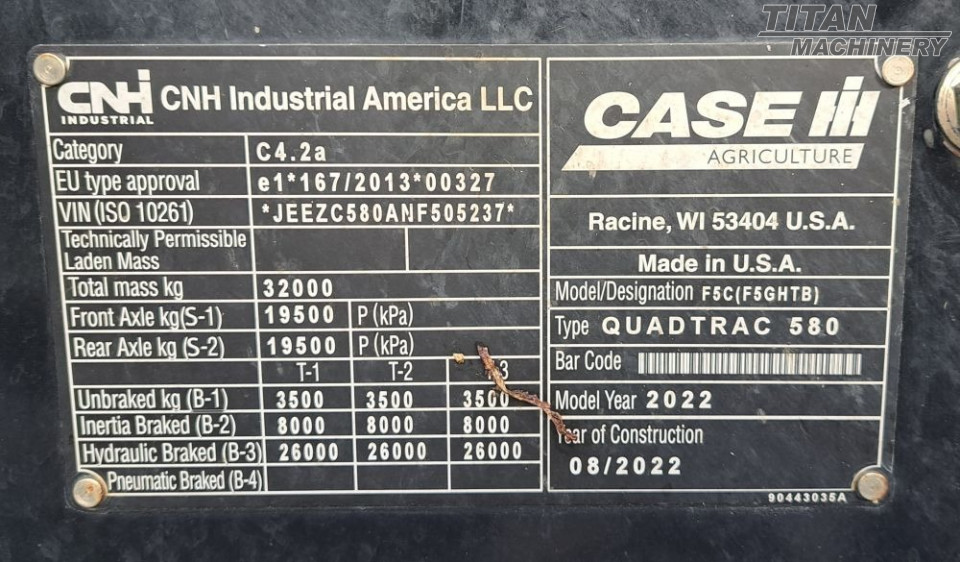 TITAN
MACHINERY
CNH INDUSTRIAL CNH Industrial America LLC
Category C4.2a
EU type approval e1*167/2013*00327
VIN (ISO 10261) *JEEZC580ANF505237*
Technically Permissible
Laden Mass
Total mass kg 32000
Front Axle kg(S-1) 19500 P (kPa)
Rear Axle kg (S-2) 19500 P (kPa)
T-1 T-2 3
Unbraked kg (B-1) 3500 3500 3500
Inertia Braked (B-2) 8000 8000 8000
Hydraulic Braked (B-3) 26000 26000 26000
Pneumatic Braked (B-4)
CASE IH
AGRICULTURE
Racine, WI 53404 U.S.A.
Made in U.S.A.
Model/Designation F5C(F5GHTB)
Type QUADTRAC 580
Bar Code
Model Year 2022
Year of Construction
08/2022
90443035A